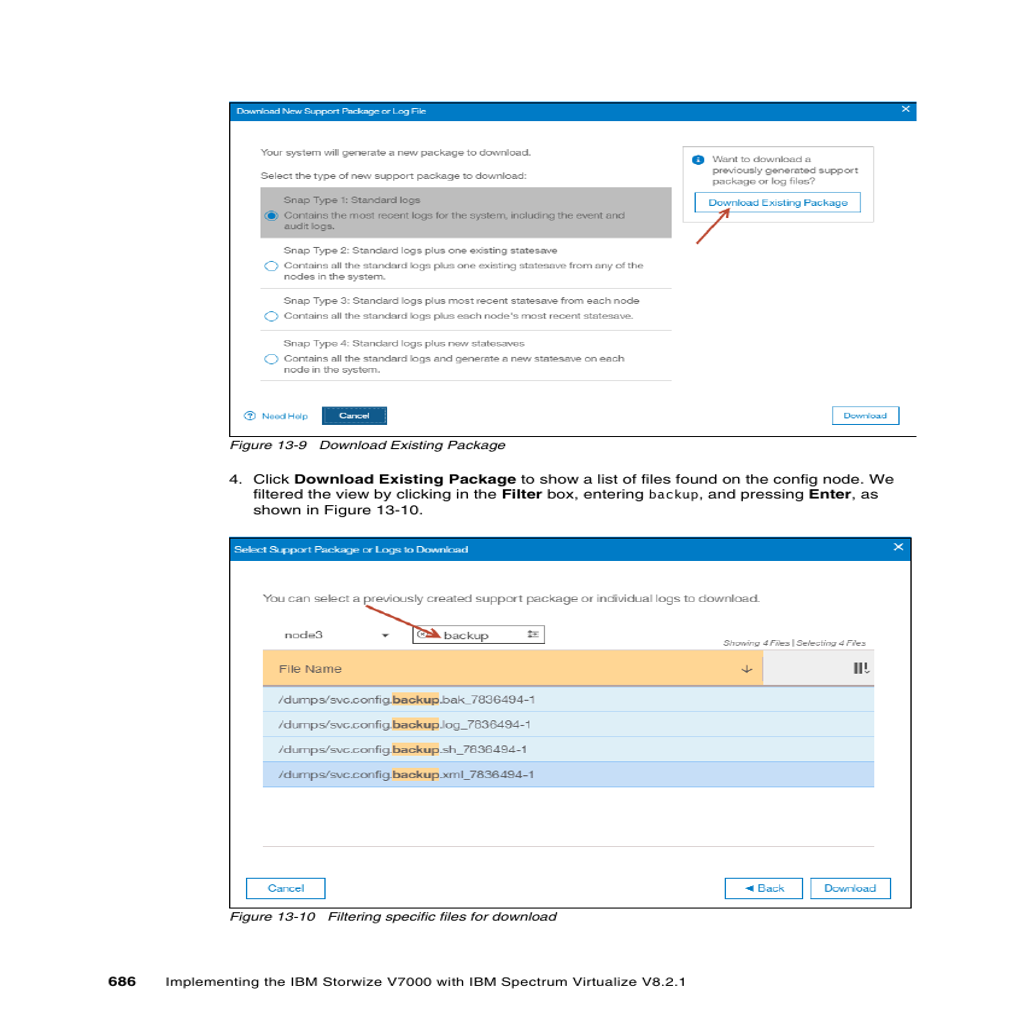 Download New Support Package or Log File
Your system will generate a new package to download.
Select the type of new support package to download:
Snap Type 1: Standard logs
Contains the most recent logs for the system, including the event and
audit logs.
Snap Type 2: Standard logs plus one existing statesave
Contains all the standard logs plus one existing statesave from any of the
nodes in the system.
Snap Type 3: Standard logs plus most recent statesave from each node
Contains all the standard logs plus each node's most recent statesave.
Snap Type 4: Standard logs plus new statesaves
Contains all the standard logs and generate a new statesave on each
node in the system.
Want to download a
previously generated support
package or log files?
Download Existing Package
Need Help
Cancel
Download
Figure 13-9 Download Existing Package
4. Click Download Existing Package to show a list of files found on the config node. We
filtered the view by clicking in the Filter box, entering backup, and pressing Enter, as
shown in Figure 13-10.
Select Support Package or Logs to Download
You can select a previously created support package or individual logs to download.
node3
backup
Showing 4 Files | Selecting 4 Files
File Name
/dumps/svc.config.backup.bak_7836494-1
/dumps/svc.config.backup.log_7836494-1
/dumps/svc.config.backup.sh_7836494-1
/dumps/svc.config.backup.xml_7836494-1
Cancel
Back
Download
Figure 13-10 Filtering specific files for download
686 Implementing the IBM Storwize V7000 with IBM Spectrum Virtualize V8.2.1